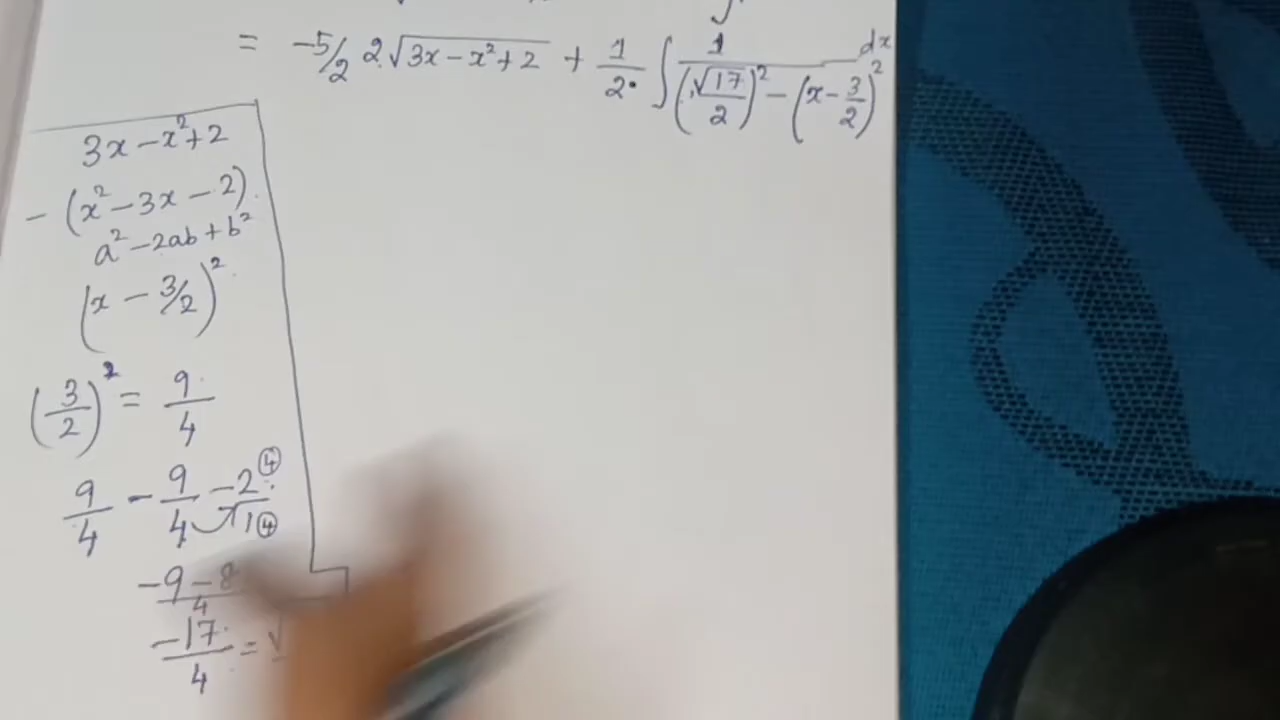 = -5/2 2√(3x - x² + 2) + 1/2 ∫ 1/((√17/2)² - (x - 3/2)²) dx
3x - x² + 2
- (x² - 3x - 2)
a² - 2ab + b²
(x - 3/2)²
(3/2)² = 9/4
9/4 - 9/4 - 2④/1④
-9-8/4
-17/4 = √